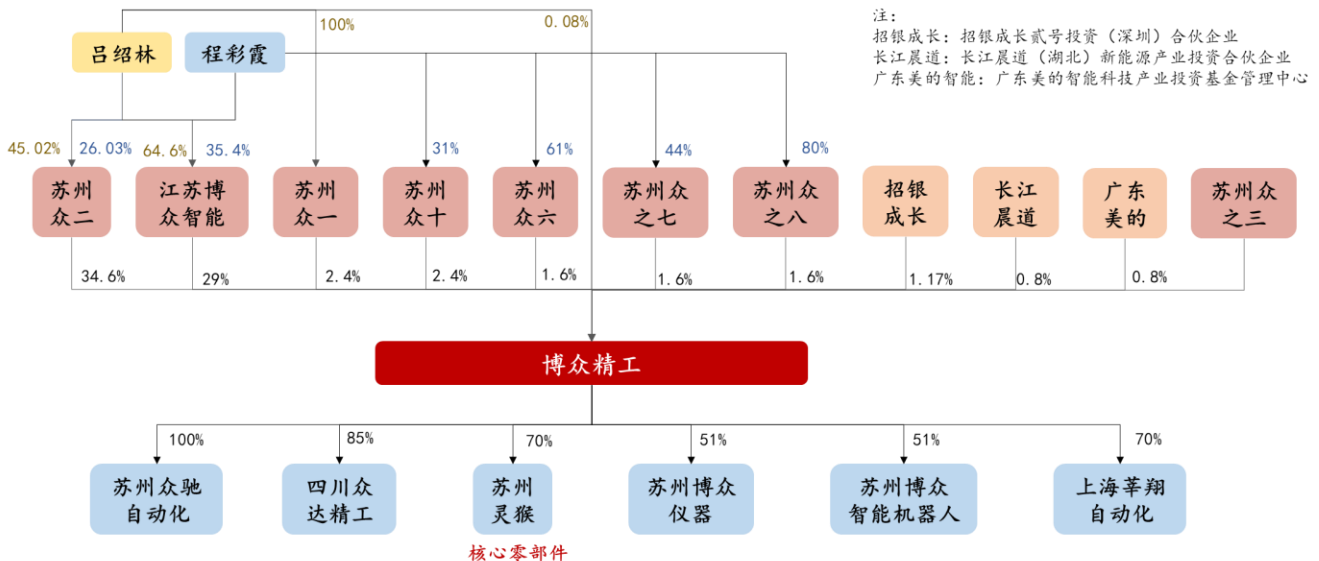 100%
0.08%
注：
招银成长：招银成长贰号投资（深圳）合伙企业
长江晨道：长江晨道（湖北）新能源产业投资合伙企业
广东美的智能：广东美的智能科技产业投资基金管理中心
吕绍林
程彩霞
45.02%
26.03%
64.6%
35.4%
31%
61%
44%
80%
苏州
众二
江苏博
众智能
苏州
众一
苏州
众十
苏州
众六
苏州众
之七
苏州众
之八
招银
成长
长江
晨道
广东
美的
苏州众
之三
34.6%
29%
2.4%
2.4%
1.6%
1.6%
1.6%
1.17%
0.8%
0.8%
博众精工
100%
85%
70%
51%
51%
70%
苏州众驰
自动化
四川众
达精工
苏州
灵猴
苏州博众
仪器
苏州博众
智能机器人
上海莘翔
自动化
核心零部件